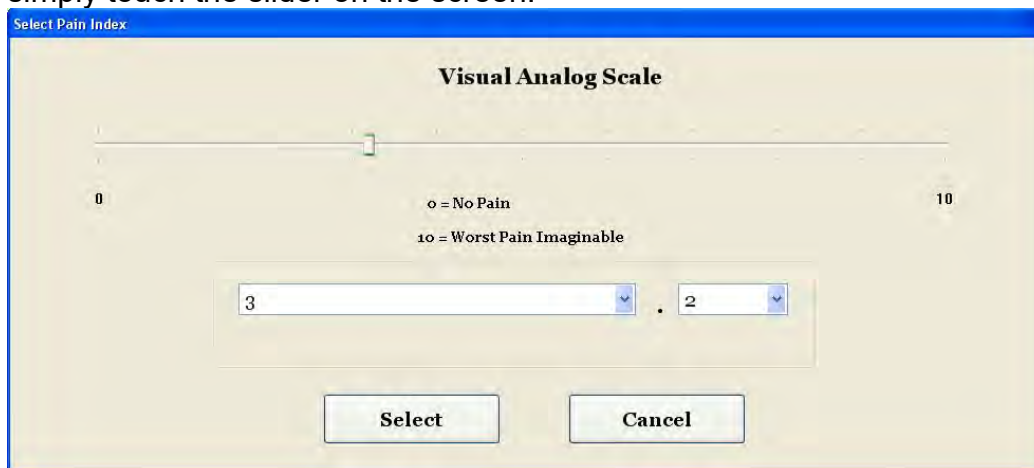 simply touch the slider on the screen.
Select Pain Index
Visual Analog Scale
0 10
0 = No Pain
10 = Worst Pain Imaginable
3 . 2
Select Cancel